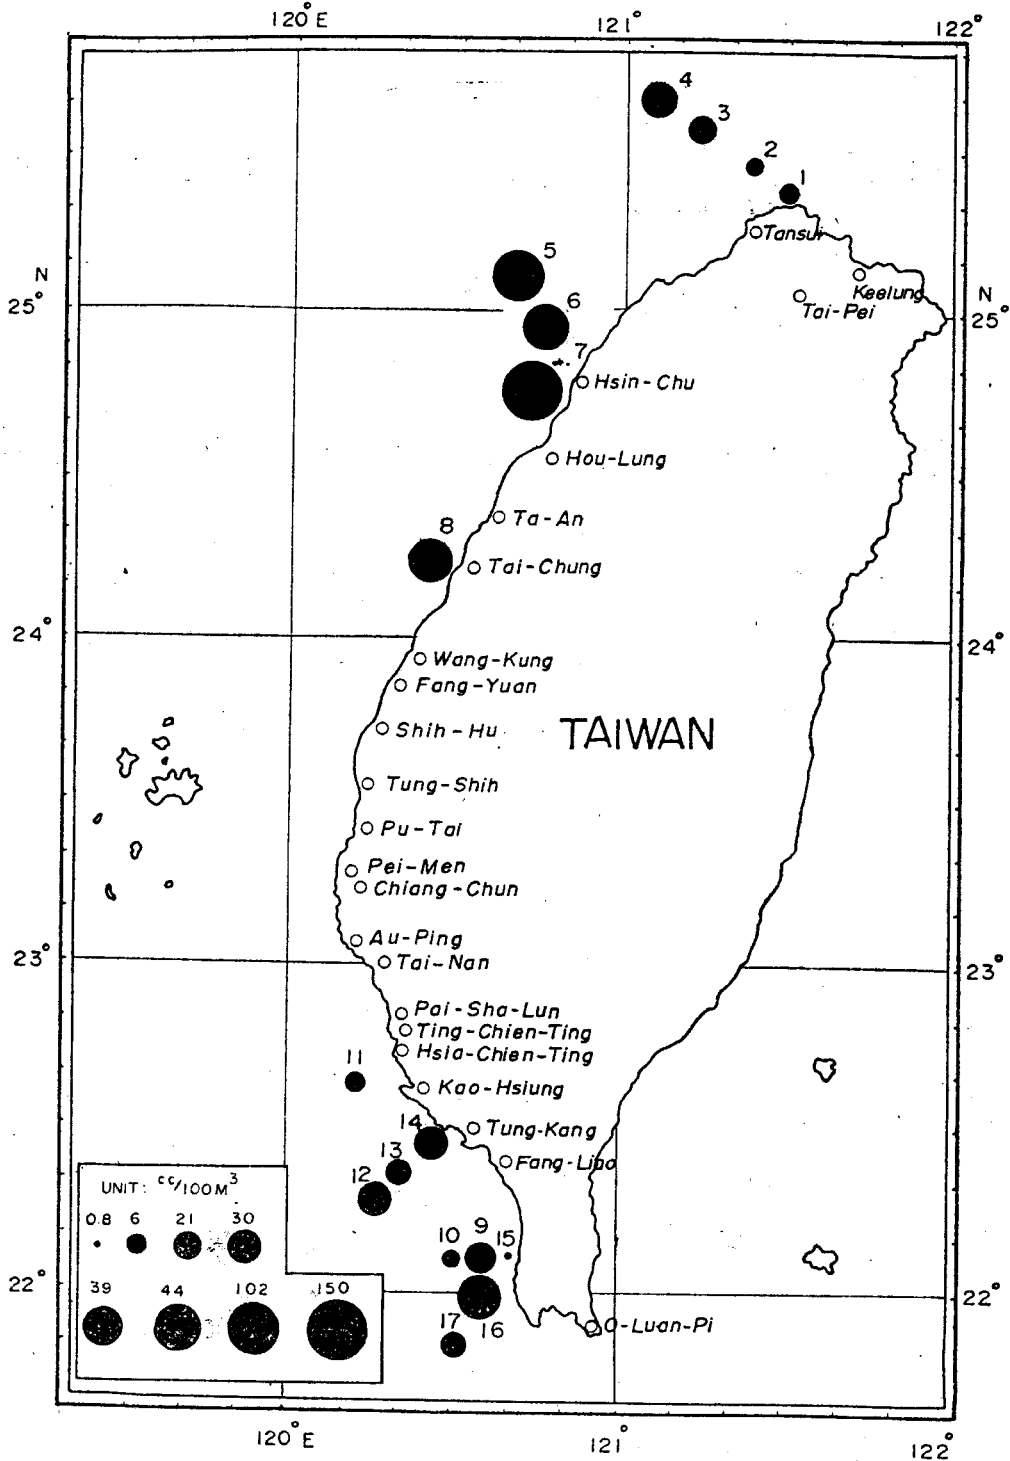 120°E 121° 122°
4
3
2
1
Tansui
5
N
Keelung
N
25°
6
Tai-Pei
25°
7
Hsin-Chu
Hou-Lung
8
Ta-An
Tai-Chung
24°
24°
Wang-Kung
Fang-Yuan
Shih-Hu
TAIWAN
Tung-Shih
Pu-Tai
Pei-Men
Chiang-Chun
Au-Ping
23°
Tai-Nan
23°
Pai-Sha-Lun
Ting-Chien-Ting
11
Hsia-Chien-Ting
Kao-Hsiung
14
Tung-Kang
13
Fang-Liao
12
UNIT: cc/100M³
0.8 6 21 30
10 9 15
22°
39 44 102 150
22°
17 16
O-Luan-Pi
120°E 121° 122°